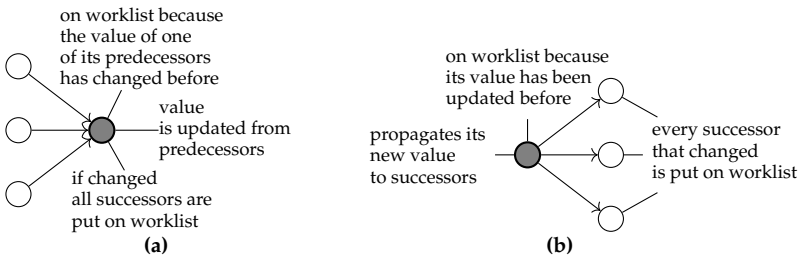 on worklist because
the value of one
of its predecessors
has changed before
value
is updated from
predecessors
if changed
all successors are
put on worklist
(a)
on worklist because
its value has been
updated before
propagates its
new value
to successors
every successor
that changed
is put on worklist
(b)